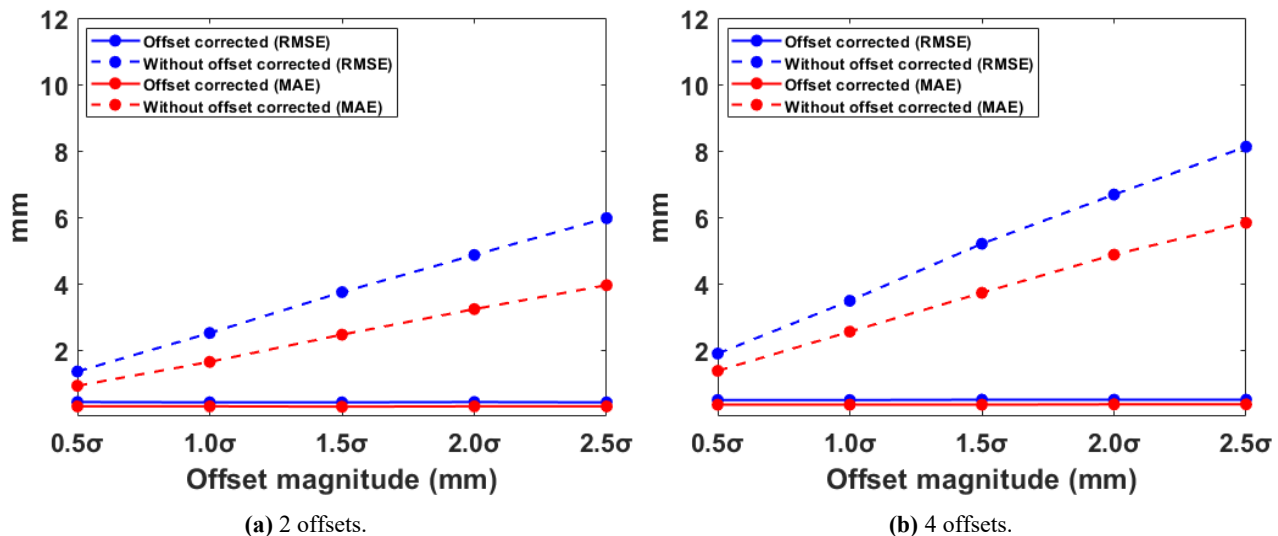 12
10
8
6
4
2
mm
Offset corrected (RMSE)
Without offset corrected (RMSE)
Offset corrected (MAE)
Without offset corrected (MAE)
0.5σ 1.0σ 1.5σ 2.0σ 2.5σ
Offset magnitude (mm)
(a) 2 offsets.
12
10
8
6
4
2
mm
Offset corrected (RMSE)
Without offset corrected (RMSE)
Offset corrected (MAE)
Without offset corrected (MAE)
0.5σ 1.0σ 1.5σ 2.0σ 2.5σ
Offset magnitude (mm)
(b) 4 offsets.